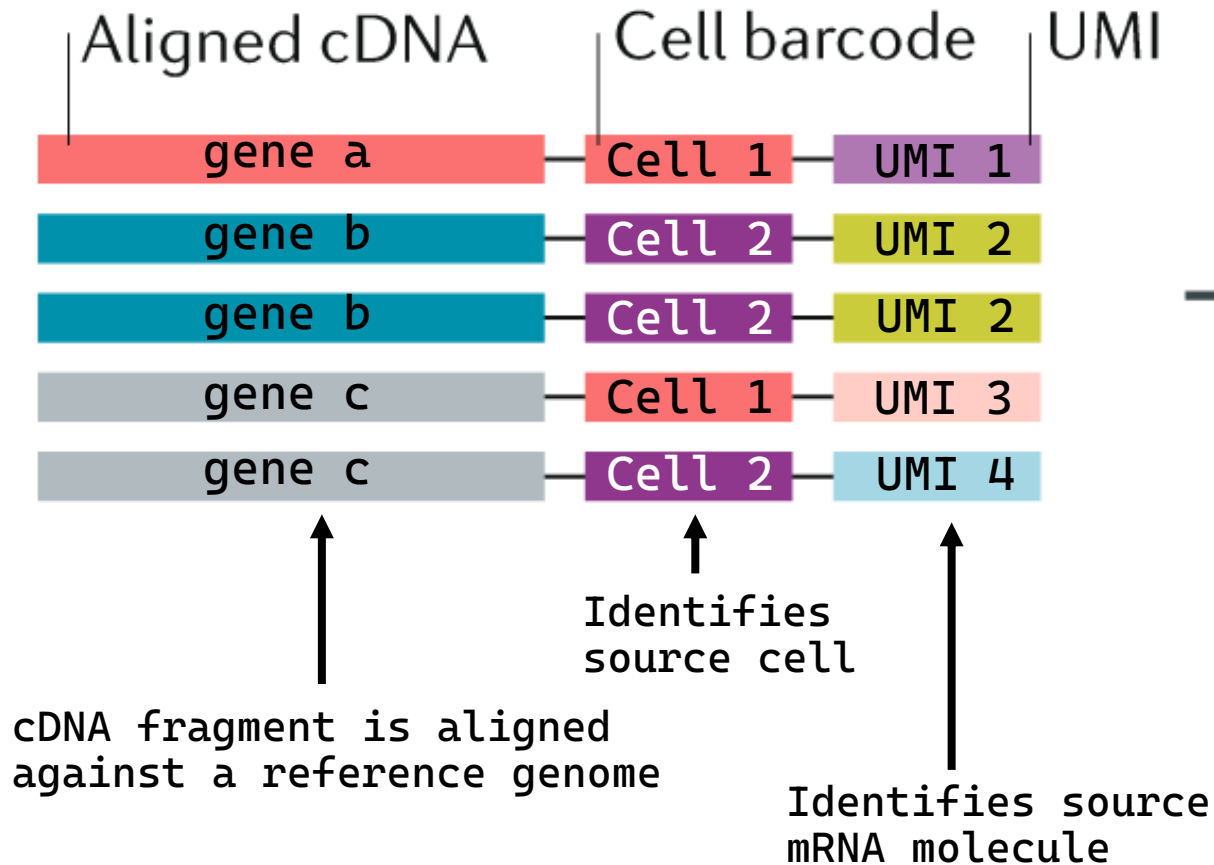 Aligned cDNA Cell barcode UMI
gene a Cell 1 UMI 1
gene b Cell 2 UMI 2
gene b Cell 2 UMI 2
gene c Cell 1 UMI 3
gene c Cell 2 UMI 4
Identifies
source cell
cDNA fragment is aligned
against a reference genome
Identifies source
mRNA molecule